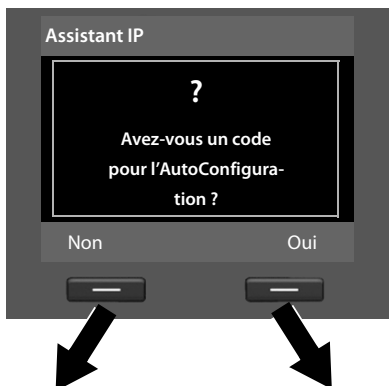 Assistant IP
?
Avez-vous un code
pour l’AutoConfigura-
tion ?
Non Oui